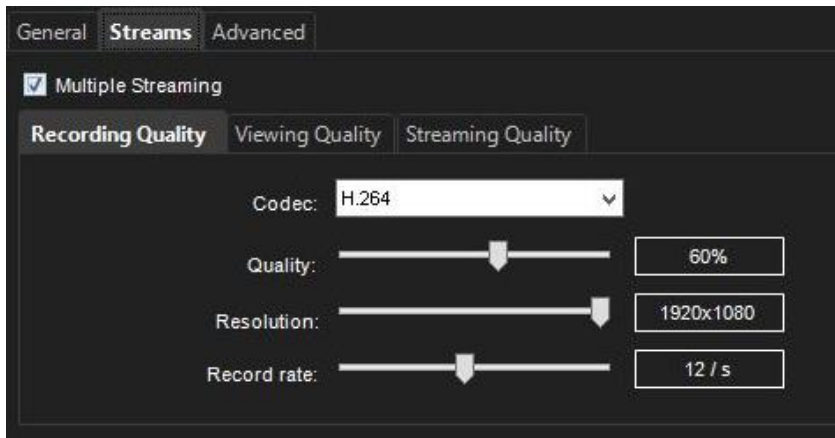 General Streams Advanced
Multiple Streaming
Recording Quality Viewing Quality Streaming Quality
Codec: H.264
Quality: 60%
Resolution: 1920x1080
Record rate: 12 / s